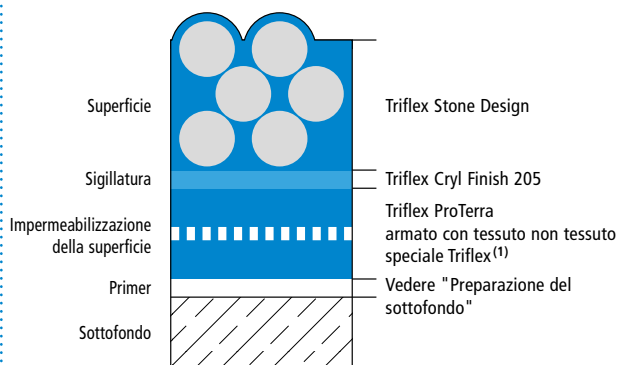 Superficie
Triflex Stone Design
Sigillatura
Triflex Cryl Finish 205
Impermeabilizzazione
della superficie
Triflex ProTerra
armato con tessuto non tessuto
speciale Triflex(1)
Primer
Vedere "Preparazione del
sottofondo"
Sottofondo